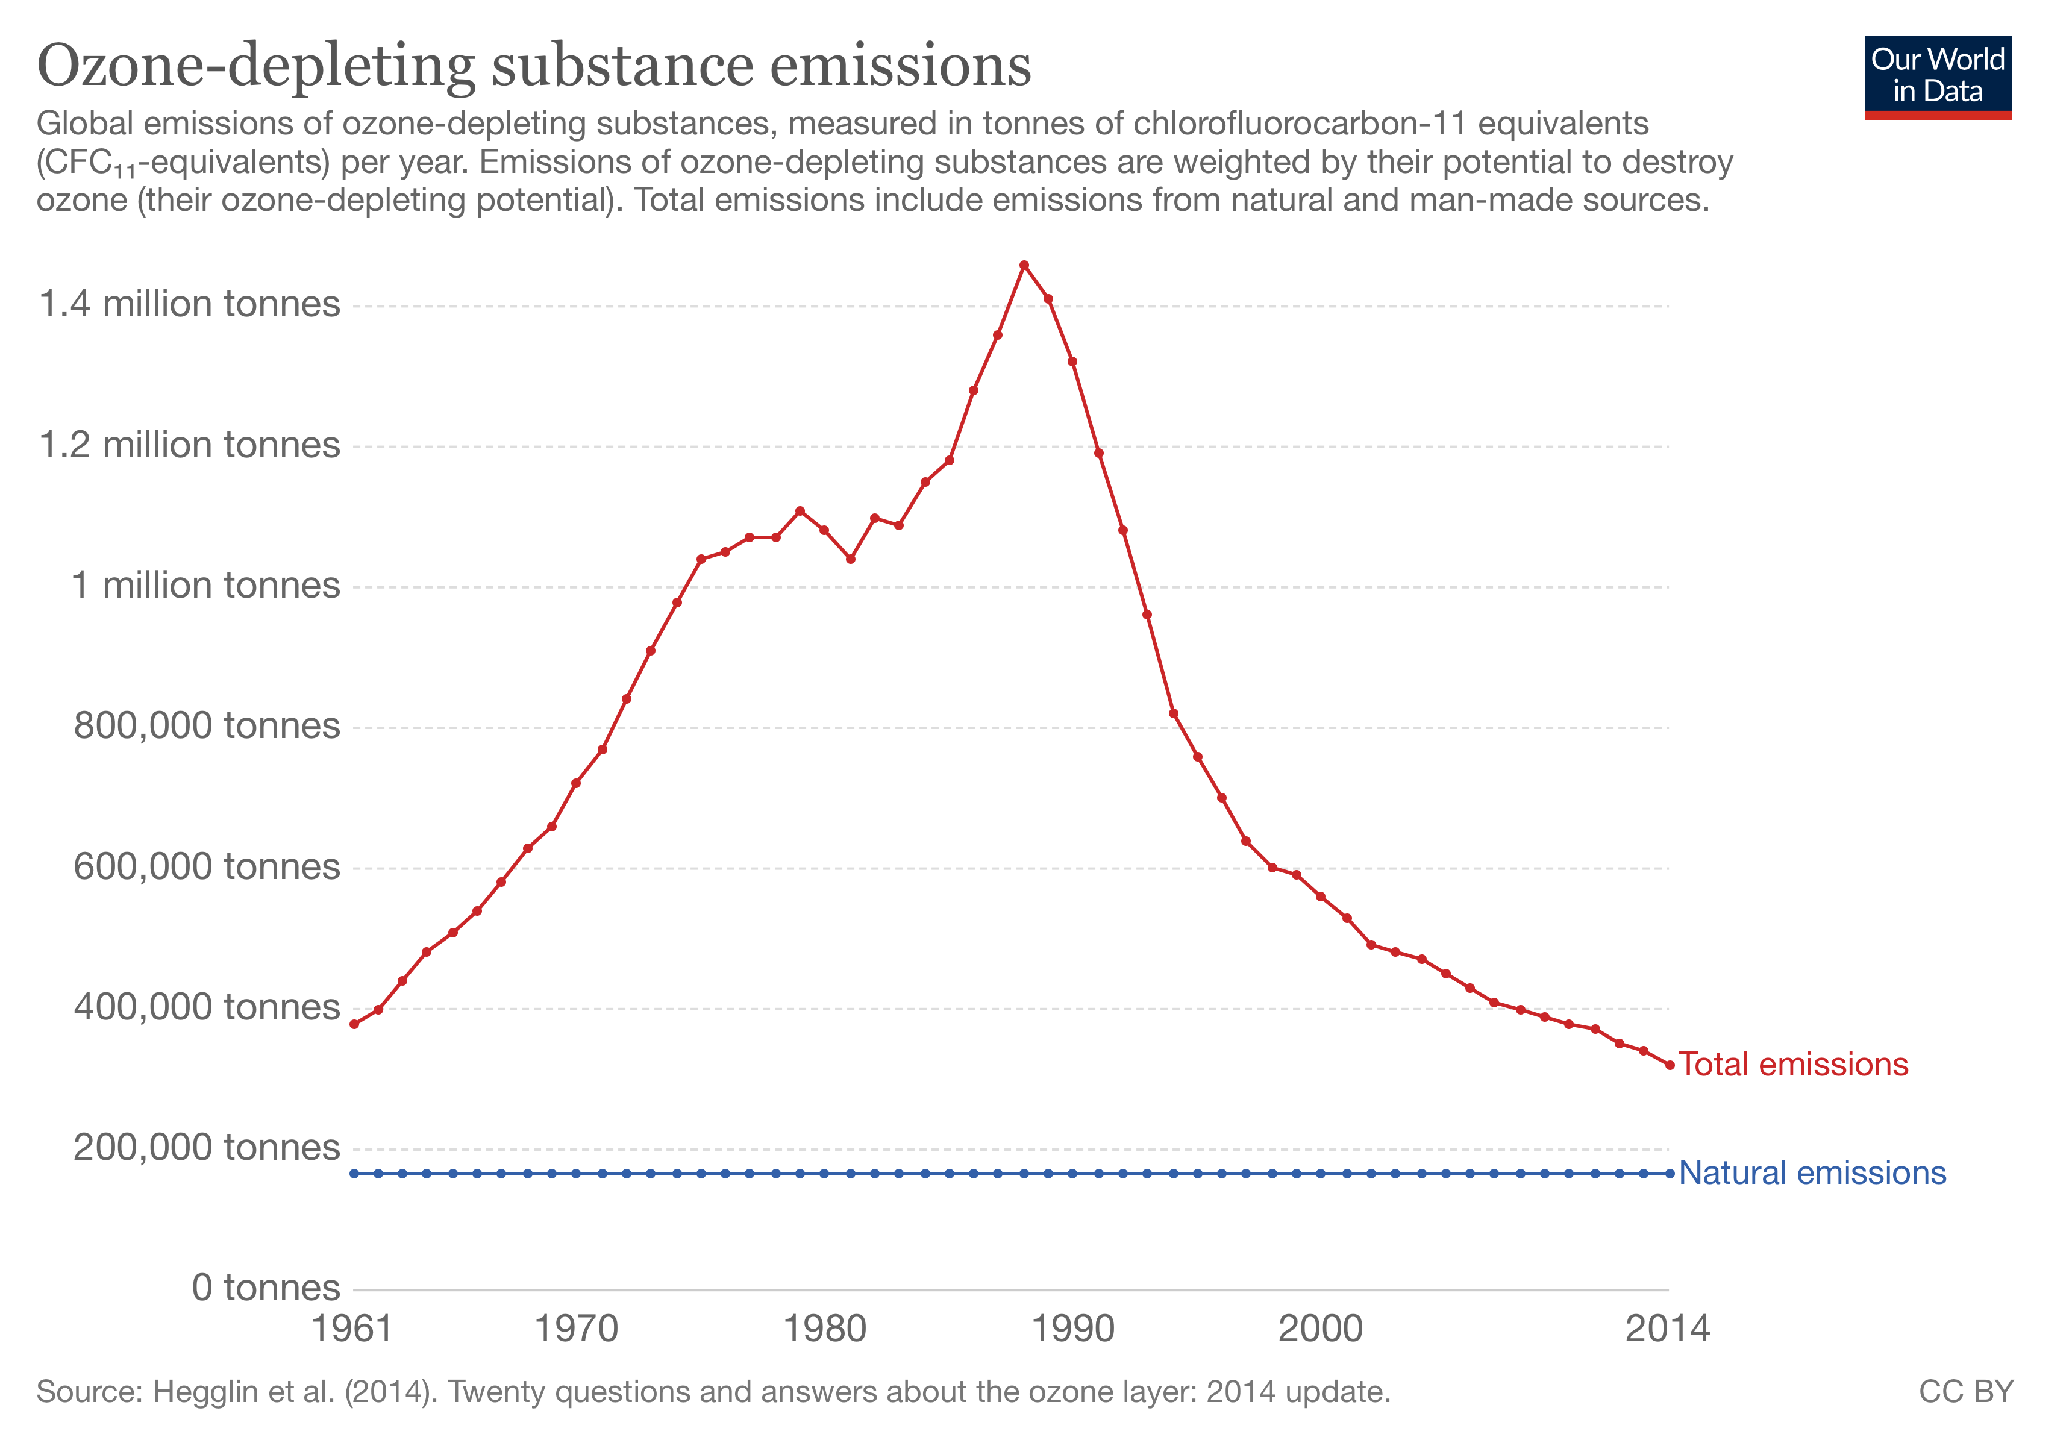 Ozone-depleting substance emissions
Our World
in Data
Global emissions of ozone-depleting substances, measured in tonnes of chlorofluorocarbon-11 equivalents
(CFC₁₁-equivalents) per year. Emissions of ozone-depleting substances are weighted by their potential to destroy
ozone (their ozone-depleting potential). Total emissions include emissions from natural and man-made sources.
1.4 million tonnes
1.2 million tonnes
1 million tonnes
800,000 tonnes
600,000 tonnes
400,000 tonnes
Total emissions
200,000 tonnes
Natural emissions
0 tonnes
1961 1970 1980 1990 2000 2014
Source: Hegglin et al. (2014). Twenty questions and answers about the ozone layer: 2014 update.
CC BY